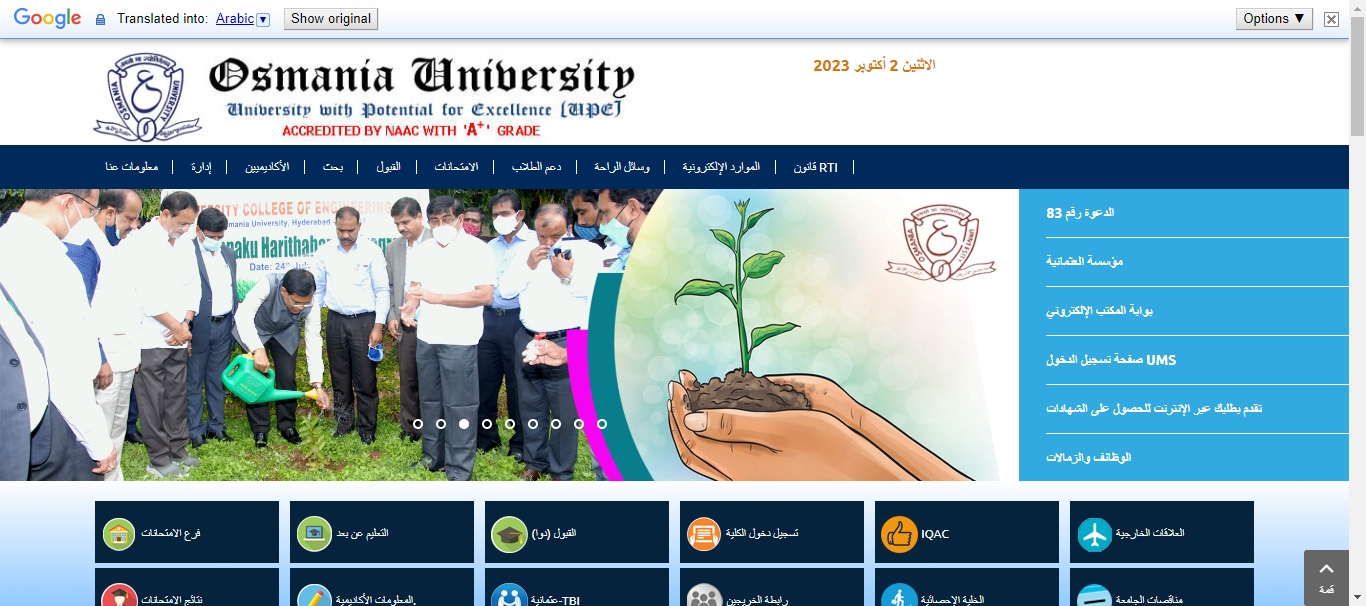 Google Translated into: Arabic Show original Options ▼
Osmania University
University with Potential for Excellence [UPE]
ACCREDITED BY NAAC WITH 'A+' GRADE
الاثنين 2 أكتوبر 2023
معلومات عنا
إدارة
الأكاديميين
بحث
القبول
الامتحانات
دعم الطلاب
وسائل الراحة
الموارد الإلكترونية
قانون RTI
ERSITY COLLEGE OF ENGINEERING
mania University, Hyderabad
Date: 24th July
OSMANIA UNIVERSITY
الدعوة رقم 83
مؤسسة العثمانية
بوابة المكتب الإلكتروني
صفحة تسجيل الدخول UMS
تقدم بطلبك عبر الإنترنت للحصول على الشهادات
الوظائف والزمالات
فرع الامتحانات
التعليم عن بعد
القبول (دوا)
تسجيل دخول الكلية
IQAC
العلاقات الخارجية
نتائج الامتحانات
المعلومات الأكاديمية.
عثمانية-TBI
رابطة الخريجين
الخلية الإحصائية
مناقصات الجامعة
قمة